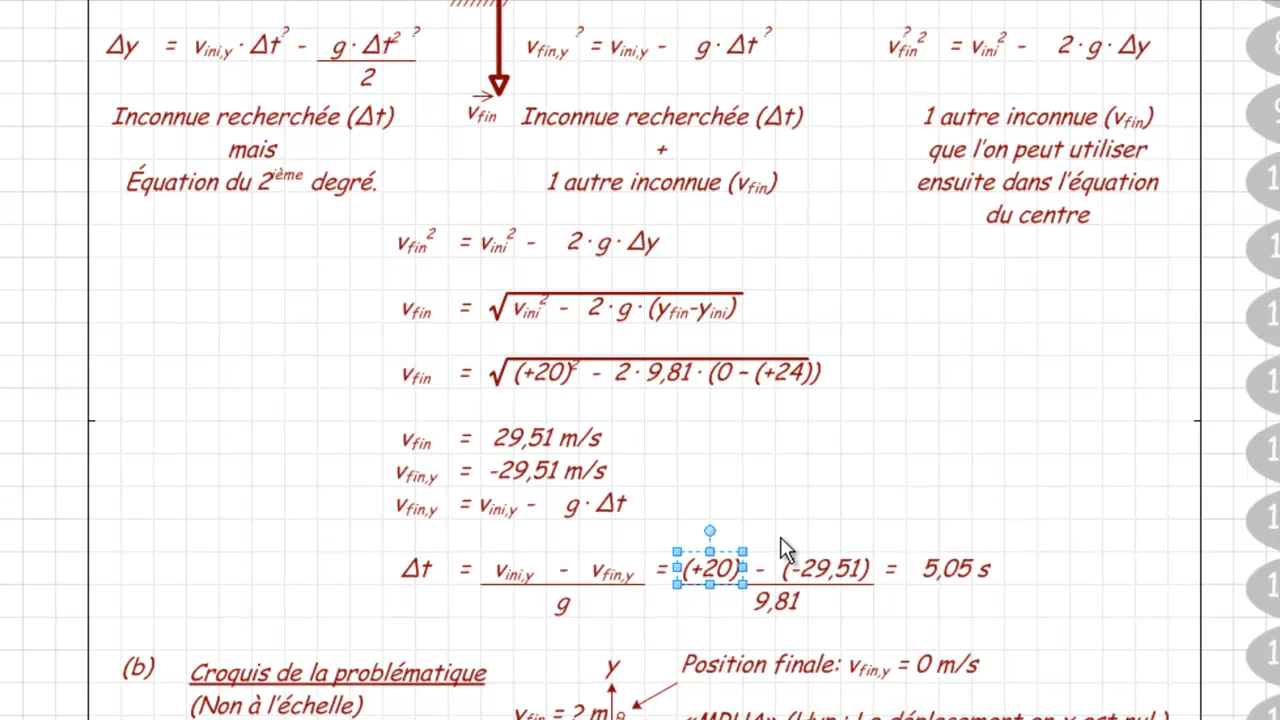 Δy = v_ini,y · Δt? - g · Δt²? / 2
v_fin,y? = v_ini,y - g · Δt?
v_fin²? = v_ini² - 2 · g · Δy
v_fin
Inconnue recherchée (Δt)
mais
Équation du 2ième degré.
Inconnue recherchée (Δt)
+
1 autre inconnue (v_fin)
1 autre inconnue (v_fin)
que l'on peut utiliser
ensuite dans l'équation
du centre
v_fin² = v_ini² - 2 · g · Δy
v_fin = √(v_ini² - 2 · g · (y_fin-y_ini))
v_fin = √((+20)² - 2 · 9,81 · (0 - (+24)))
v_fin = 29,51 m/s
v_fin,y = -29,51 m/s
v_fin,y = v_ini,y - g · Δt
Δt = v_ini,y - v_fin,y / g = (+20) - (-29,51) / 9,81 = 5,05 s
(b) Croquis de la problématique
(Non à l'échelle)
y
Position finale: v_fin,y = 0 m/s
v_fin = ? m